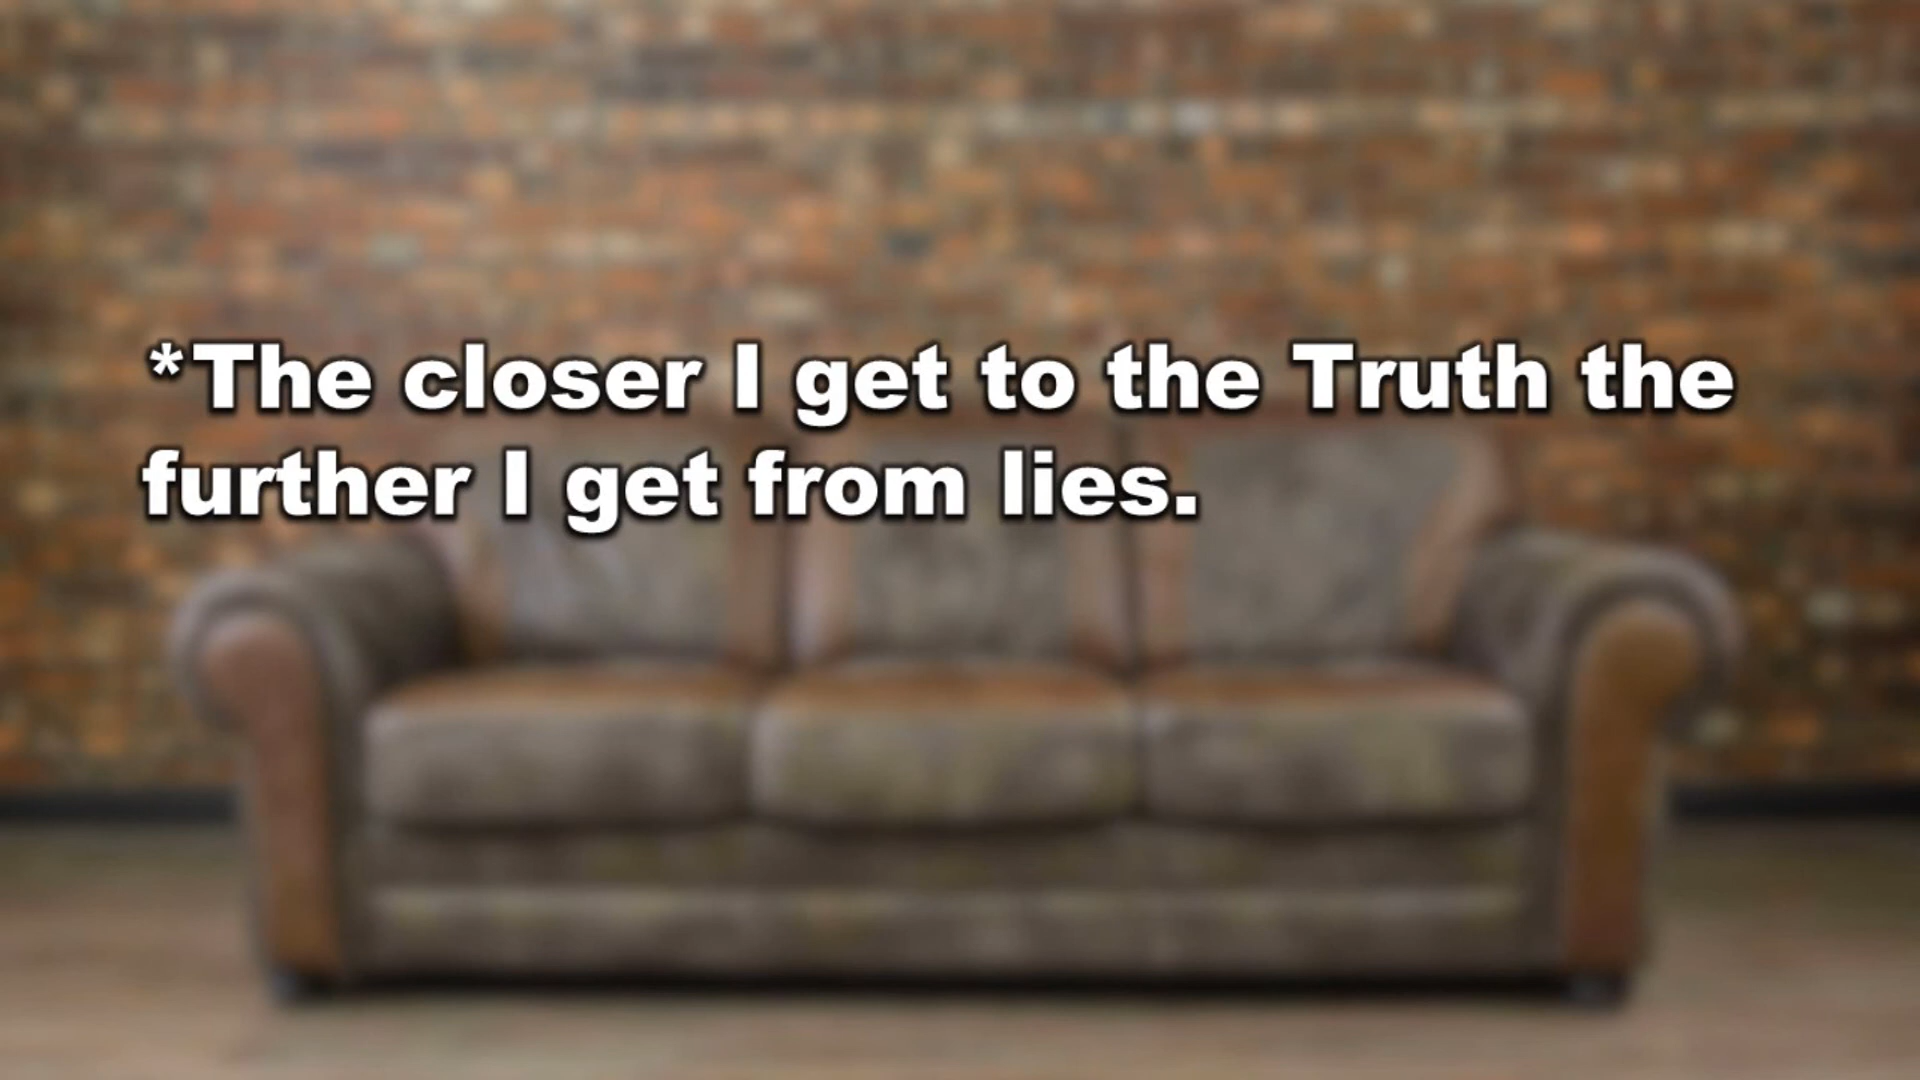 *The closer I get to the Truth the
further I get from lies.